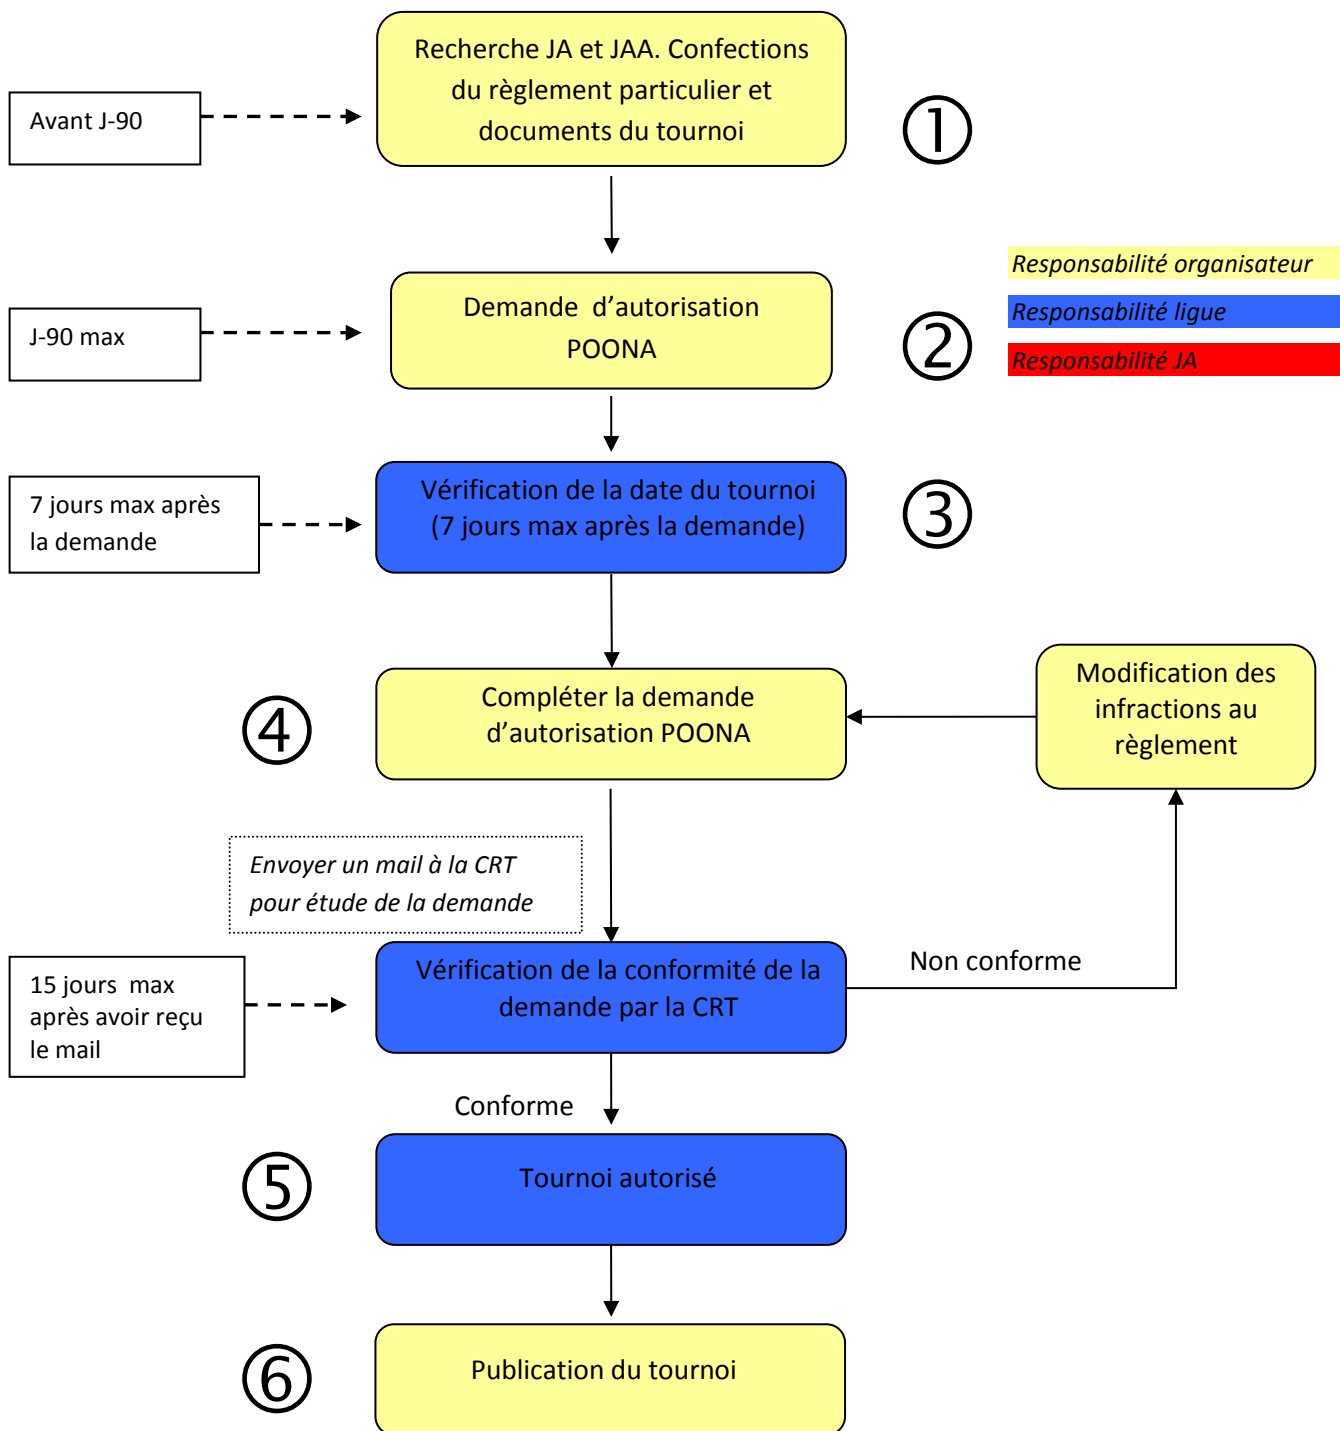 Recherche JA et JAA. Confections
du règlement particulier et
documents du tournoi
Avant J-90
①
Demande d'autorisation
POONA
J-90 max
②
Responsabilité organisateur
Responsabilité ligue
Responsabilité JA
Vérification de la date du tournoi
(7 jours max après la demande)
7 jours max après
la demande
③
Compléter la demande
d'autorisation POONA
④
Modification des
infractions au
règlement
Envoyer un mail à la CRT
pour étude de la demande
Vérification de la conformité de la
demande par la CRT
Non conforme
15 jours max
après avoir reçu
le mail
Conforme
Tournoi autorisé
⑤
Publication du tournoi
⑥